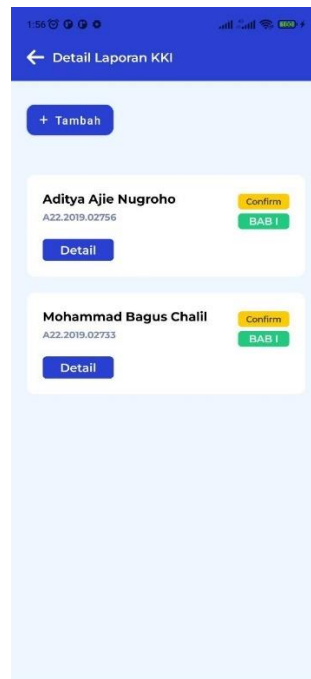 1:56
Detail Laporan KKI
+ Tambah
Aditya Ajie Nugroho
Confirm
A22.2019.02756
BAB I
Detail
Mohammad Bagus Chalil
Confirm
A22.2019.02733
BAB I
Detail